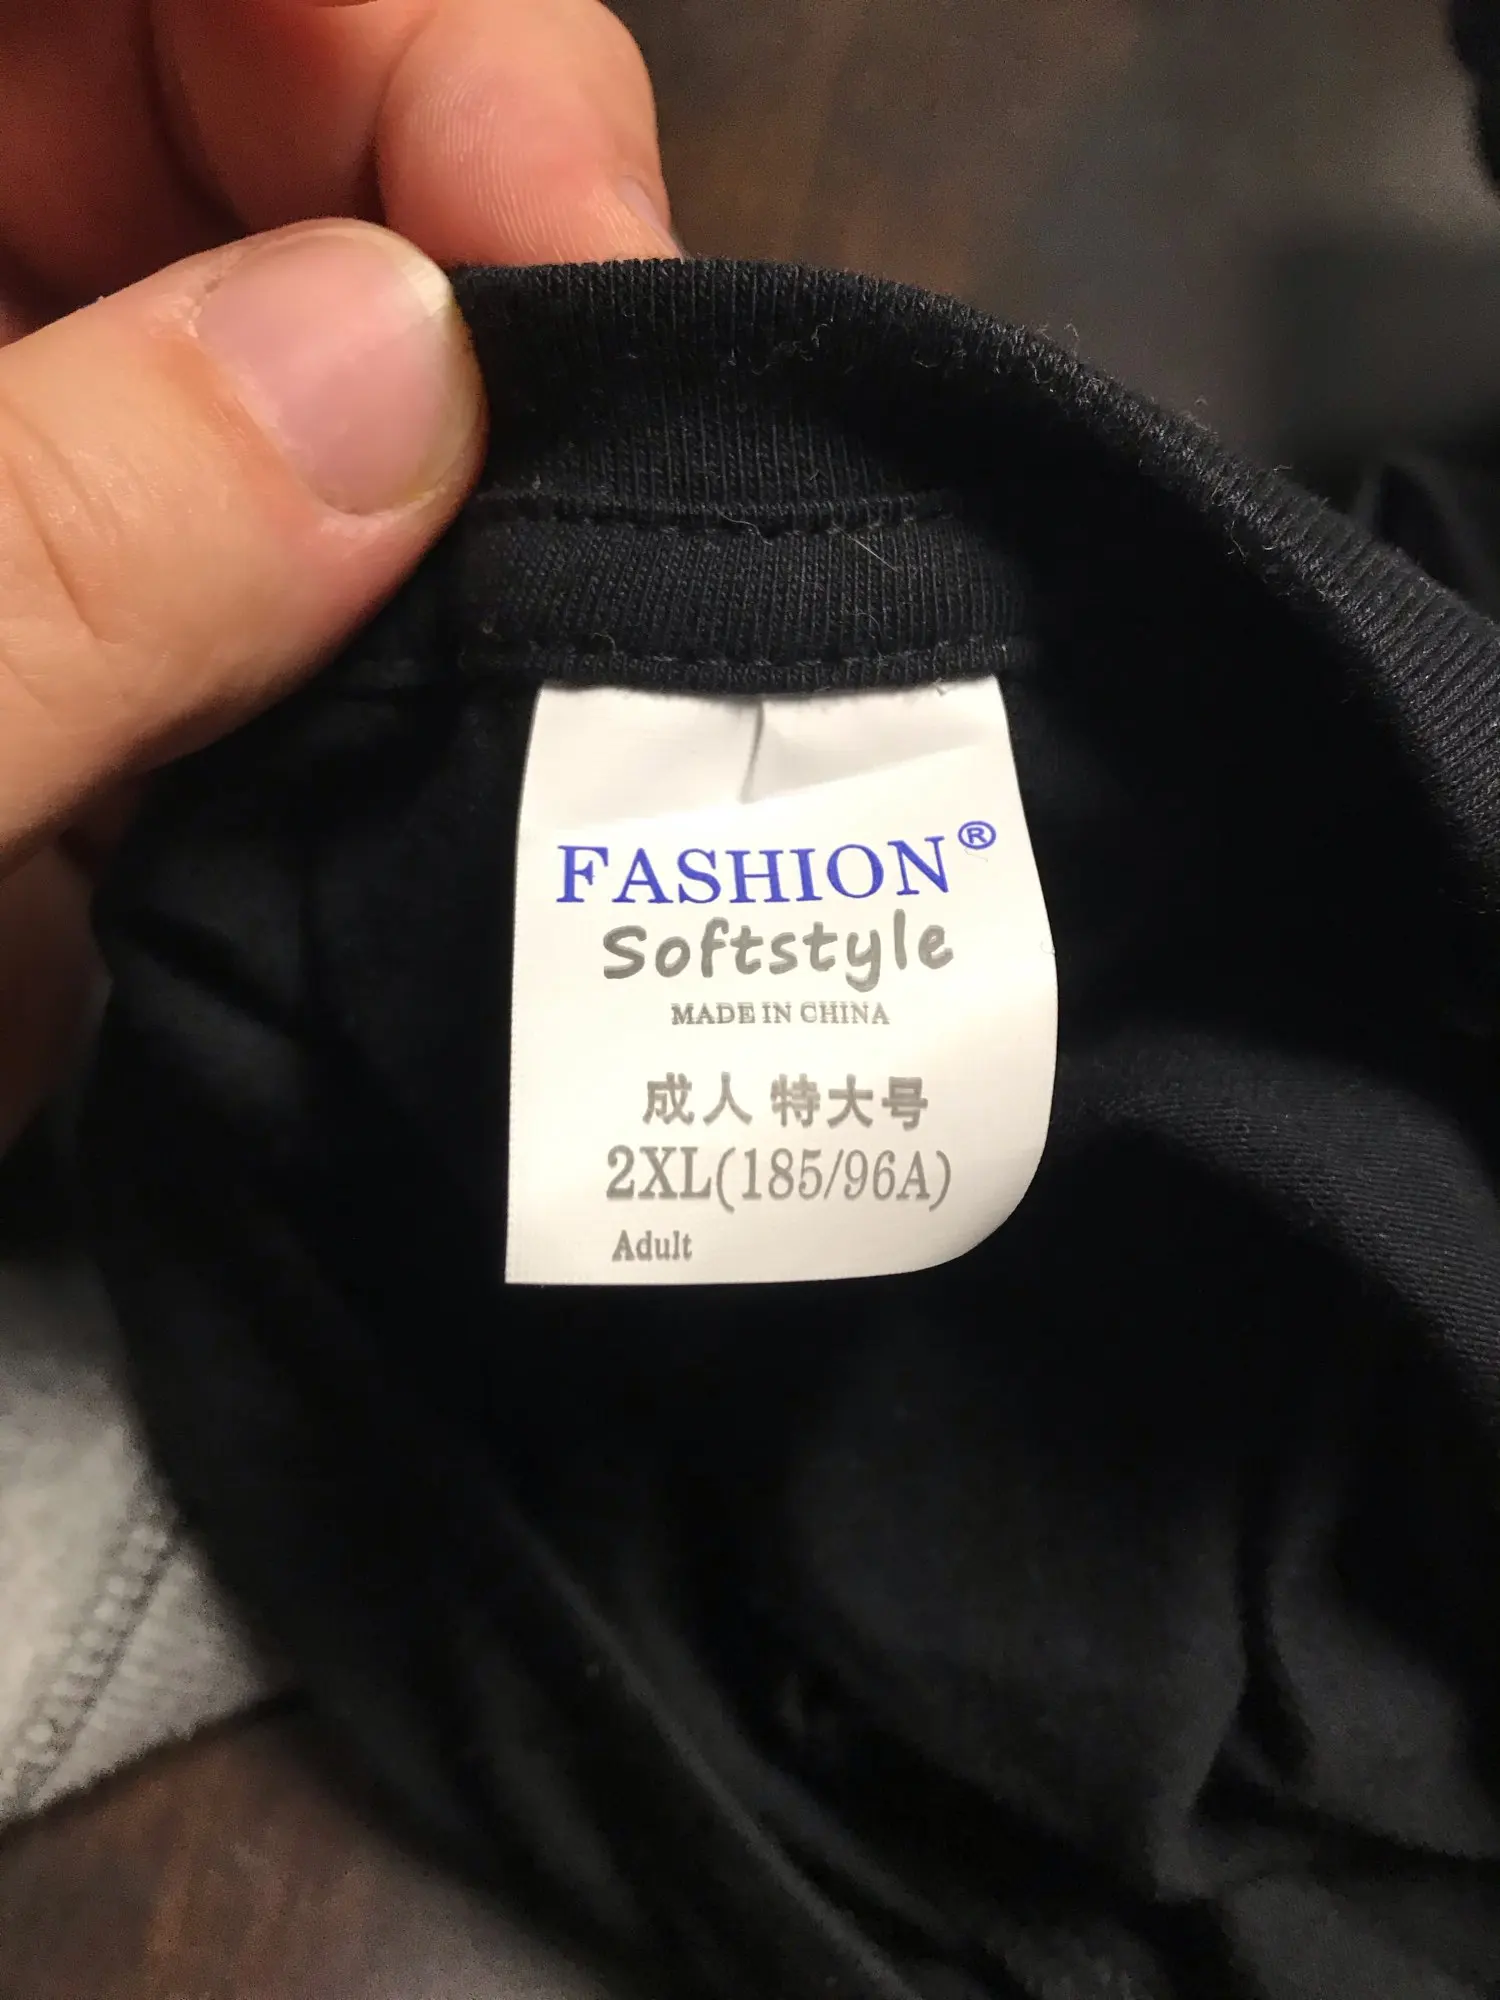 FASHION®
Softstyle
MADE IN CHINA
成人 特大号
2XL(185/96A)
Adult